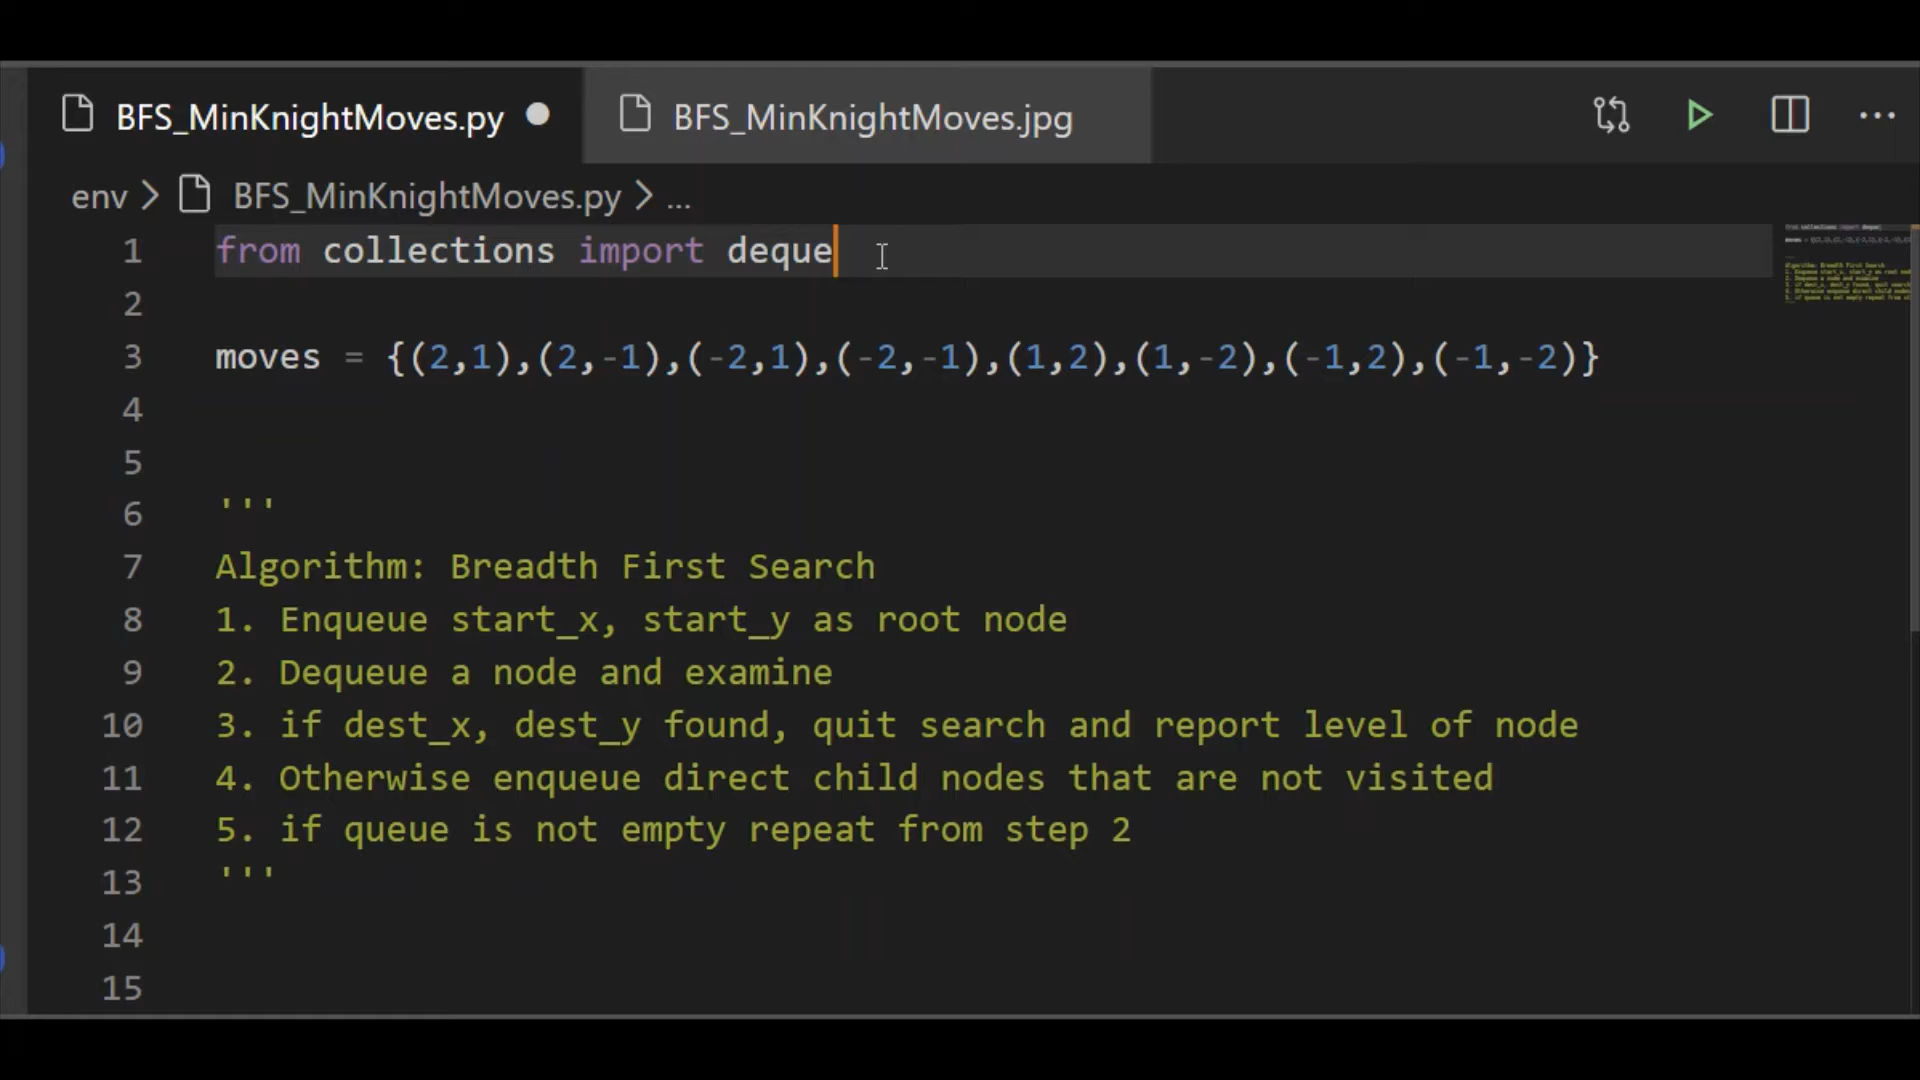 BFS_MinKnightMoves.py
BFS_MinKnightMoves.jpg
env > BFS_MinKnightMoves.py > ...
1 from collections import deque
2
3 moves = {(2,1),(2,-1),(-2,1),(-2,-1),(1,2),(1,-2),(-1,2),(-1,-2)}
4
5
6 '''
7 Algorithm: Breadth First Search
8 1. Enqueue start_x, start_y as root node
9 2. Dequeue a node and examine
10 3. if dest_x, dest_y found, quit search and report level of node
11 4. Otherwise enqueue direct child nodes that are not visited
12 5. if queue is not empty repeat from step 2
13 '''
14
15